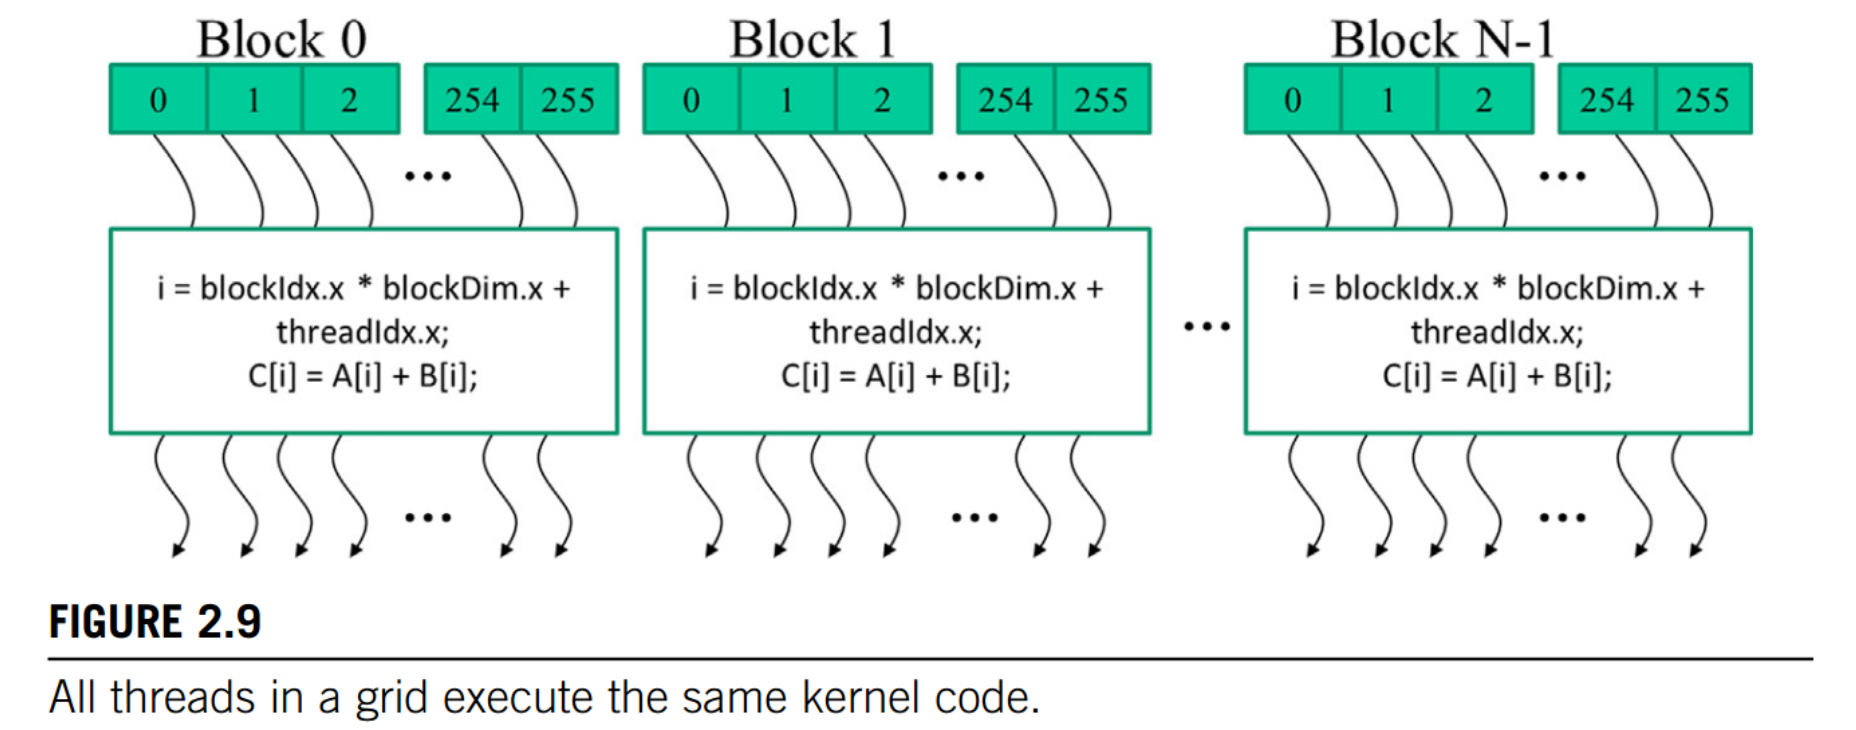 Block 0 Block 1 Block N-1
0 1 2 254 255 0 1 2 254 255 0 1 2 254 255
... ... ...
i = blockIdx.x * blockDim.x + i = blockIdx.x * blockDim.x + i = blockIdx.x * blockDim.x +
threadIdx.x; threadIdx.x; ... threadIdx.x;
C[i] = A[i] + B[i]; C[i] = A[i] + B[i]; C[i] = A[i] + B[i];
... ... ...
FIGURE 2.9
All threads in a grid execute the same kernel code.